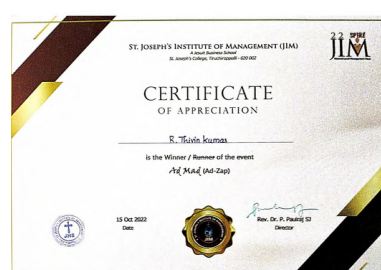 ST. JOSEPH'S INSTITUTE OF MANAGEMENT (JIM)
A Jesuit Business School
St. Joseph's College, Tiruchirappalli - 620 002
22 SPIRE
JIM
CERTIFICATE
OF APPRECIATION
R. Thivin kumar
is the Winner / Runner of the event
Ad Mad (Ad-Zap)
15 Oct 2022
Date
Rev. Dr. P. Paulraj SJ
Director